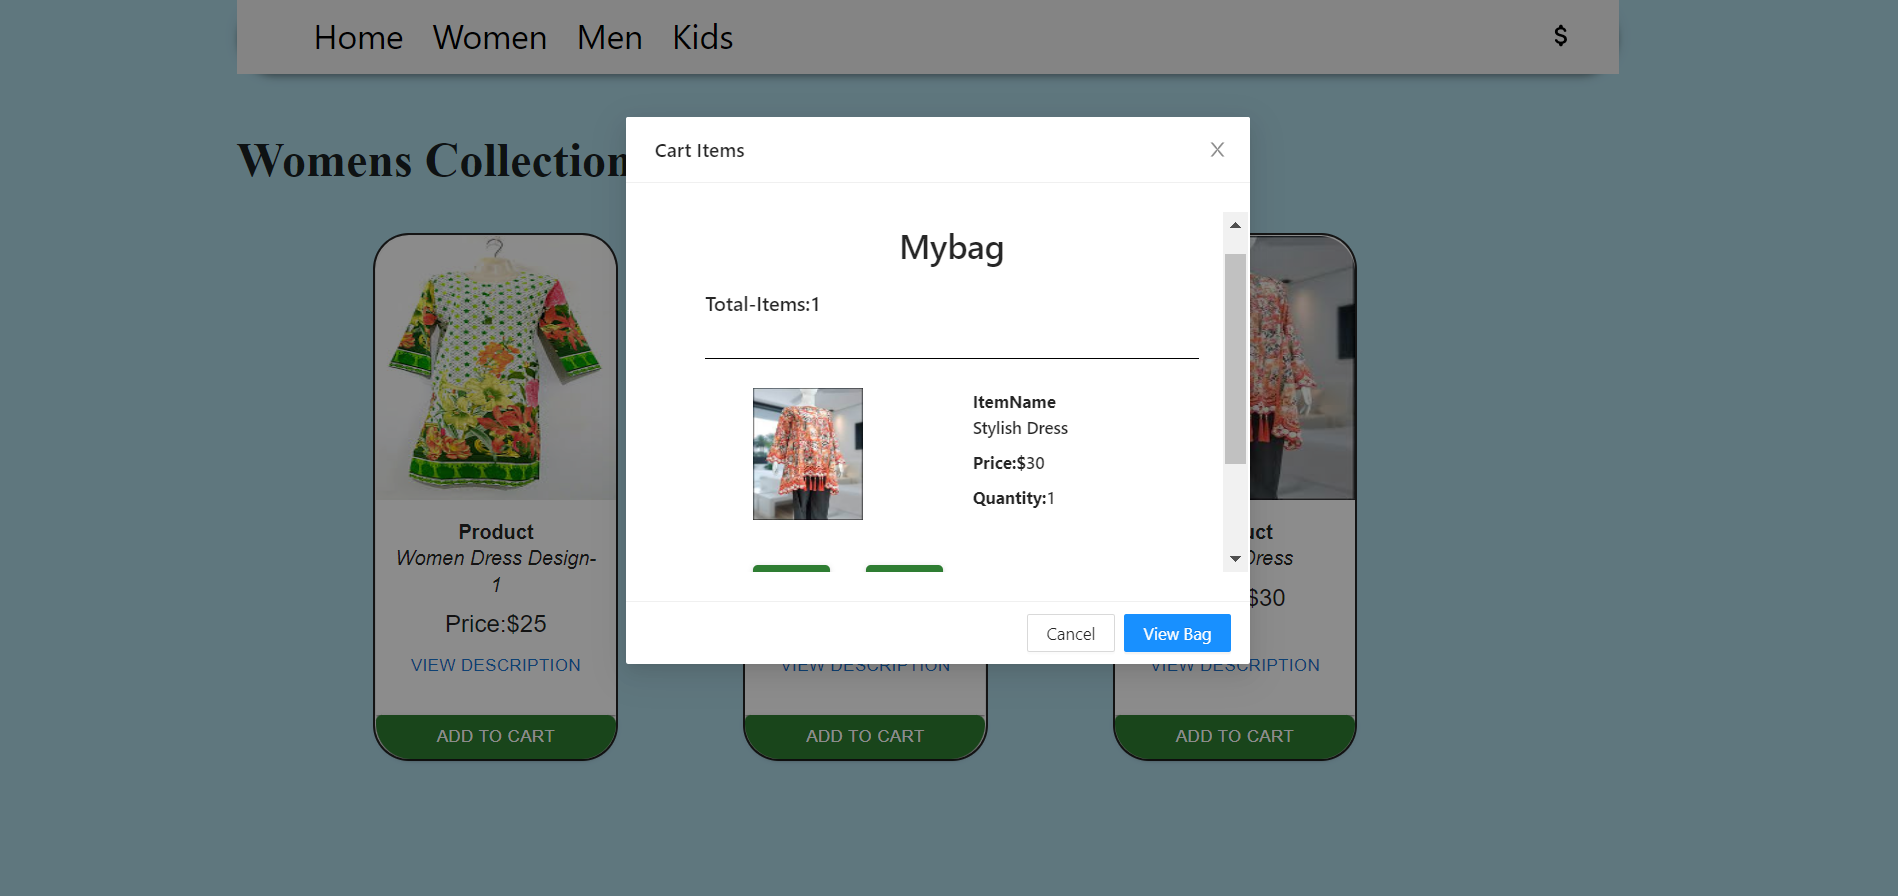 Home Women Men Kids $
Womens Collection
Cart Items
Mybag
Total-Items:1
ItemName
Stylish Dress
Price:$30
Quantity:1
Cancel View Bag
Product
Women Dress Design-
1
Price:$25
VIEW DESCRIPTION
ADD TO CART
VIEW DESCRIPTION
ADD TO CART
uct
Dress
$30
VIEW DESCRIPTION
ADD TO CART